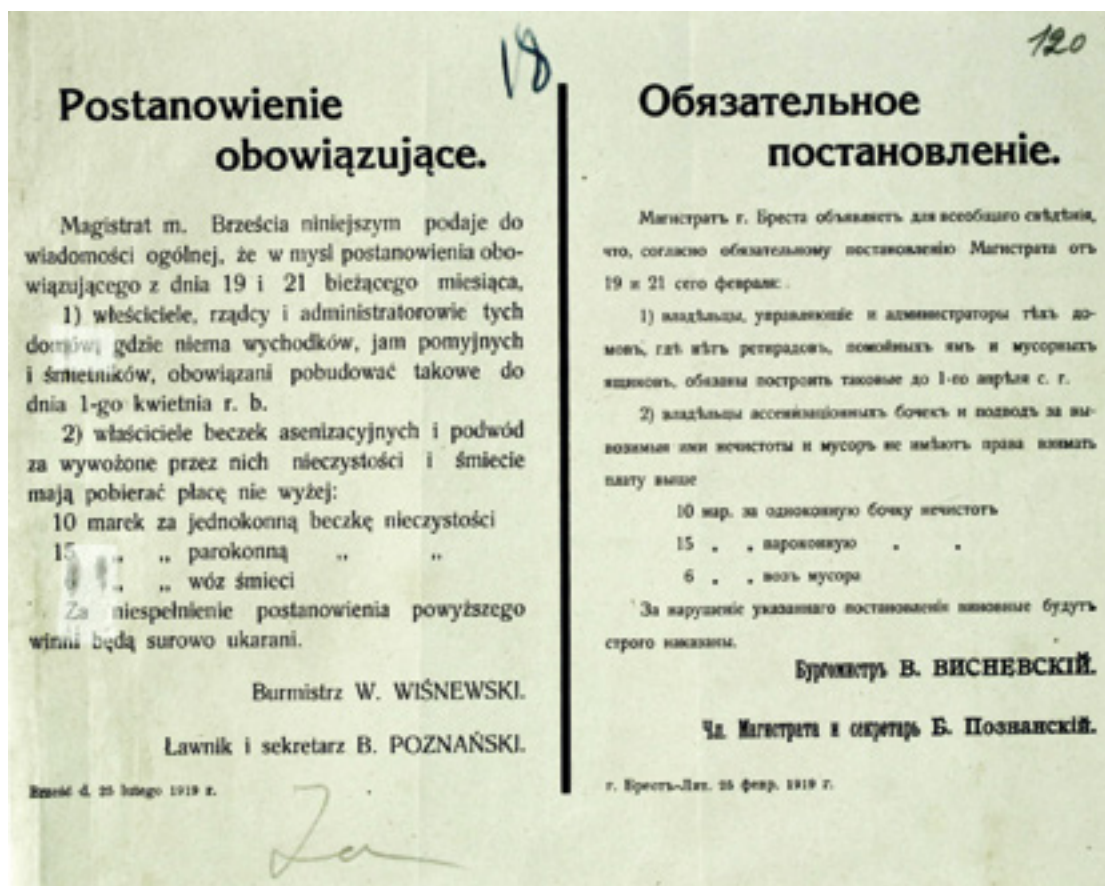 18
120
Postanowienie
obowiązujące.
Magistrat m. Brześcia niniejszym podaje do
wiadomości ogólnej, że w myśl postanowienia obo-
wiązującego z dnia 19 i 21 bieżącego miesiąca,
1) właściciele, rządcy i administratorowie tych
domów, gdzie niema wychodków, jam pomyjnych
i śmietników, obowiązani pobudować takowe do
dnia 1-go kwietnia r. b.
2) właściciele beczek asenizacyjnych i podwód
za wywożone przez nich nieczystości i śmiecie
mają pobierać płacę nie wyżej:
10 marek za jednokonną beczkę nieczystości
15 „ „ parokonną „ „
„ „ wóz śmieci
Za niespełnienie postanowienia powyższego
winni będą surowo ukarani.
Burmistrz W. WIŚNEWSKI.
Ławnik i sekretarz B. POZNAŃSKI.
Brześć d. 25 lutego 1919 r.
Обязательное
постановленіе.
Магистратъ г. Бреста объявляетъ для всеобщаго свѣдѣнія,
что, согласно обязательному постановленію Магистрата отъ
19 и 21 сего февраля:
1) владѣльцы, управляющіе и администраторы тѣхъ до-
мовъ, гдѣ нѣтъ ретирадовъ, помойныхъ ямъ и мусорныхъ
ящиковъ, обязаны построить таковые до 1-го апрѣля с. г.
2) владѣльцы ассенизаціонныхъ бочекъ и подводъ за вы-
возимыя ими нечистоты и мусоръ не имѣютъ права взимать
плату выше
10 мар. за одноконную бочку нечистотъ
15 „ „ пароконную „ „
6 „ „ возъ мусора
За нарушеніе указаннаго постановленія виновные будутъ
строго наказаны.
Бургомистръ В. ВИСНЕВСКІЙ.
Чл. Магистрата и секретарь Б. Познанскій.
г. Брестъ-Лит. 25 февр. 1919 г.